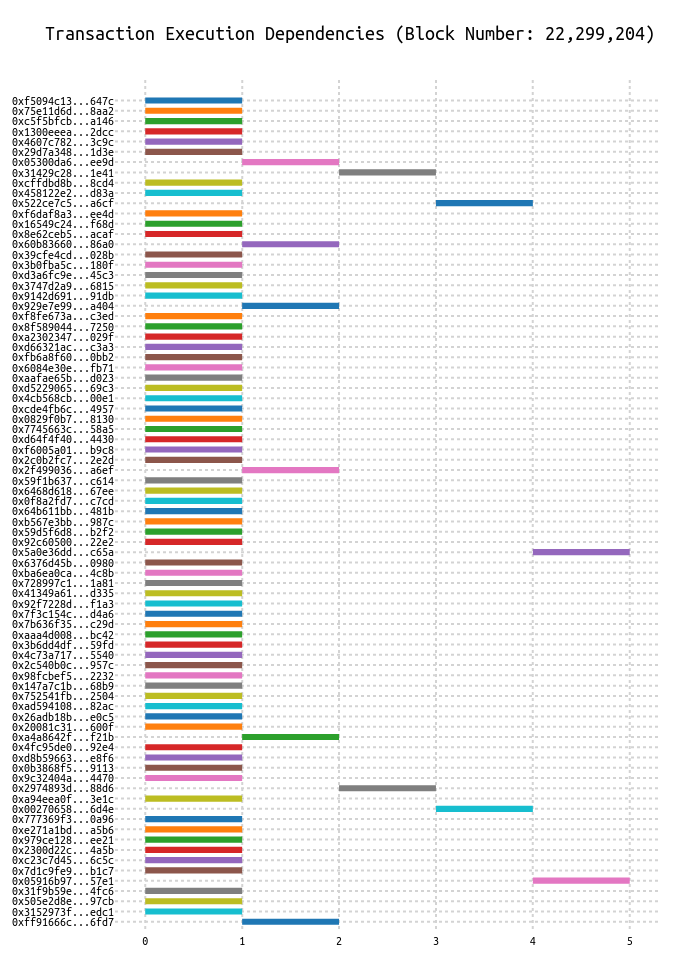 Transaction Execution Dependencies (Block Number: 22,299,204)
0xf5094c13...647c
0x75e11d6d...8aa2
0xc5f5bfcb...a146
0x1300eeea...2dcc
0x4607c782...3c9c
0x29d7a348...1d3e
0x05300da6...ee9d
0x31429c28...1e41
0xcffdbd8b...8cd4
0x458122e2...d83a
0x522ce7c5...a6cf
0xf6daf8a3...ee4d
0x16549c24...f68d
0x8e62ceb5...acaf
0x60b83660...86a0
0x39cfe4cd...028b
0x3b0fba5c...180f
0xd3a6fc9e...45c3
0x3747d2a9...6815
0x9142d691...91db
0x929e7e99...a404
0xf8fe673a...c3ed
0x8f589044...7250
0xa2302347...029f
0xd66321ac...c3a3
0xfb6a8f60...0bb2
0x6084e30e...fb71
0xaafae65b...d023
0xd5229065...69c3
0x4cb568cb...00e1
0xcde4fb6c...4957
0x0829f0b7...8130
0x7745663c...58a5
0xd64f4f40...4430
0xf6005a01...b9c8
0x2c0b2fc7...2e2d
0x2f499036...a6ef
0x59f1b637...c614
0x6468d618...67ee
0x0f8a2fd7...c7cd
0x64b611bb...481b
0xb567e3bb...987c
0x59d5f6d8...b2f2
0x92c60500...22e2
0x5a0e36dd...c65a
0x6376d45b...0980
0xba6ea0ca...4c8b
0x728997c1...1a81
0x41349a61...d335
0x92f7228d...f1a3
0x7f3c154c...d4a6
0x7b636f35...c29d
0xaaa4d008...bc42
0x3b6dd4df...59fd
0x4c73a717...5540
0x2c540b0c...957c
0x98fcbef5...2232
0x147a7c1b...68b9
0x752541fb...2504
0xad594108...82ac
0x26adb18b...e0c5
0x20081c31...600f
0xa4a8642f...f21b
0x4fc95de0...92e4
0xd8b59663...e8f6
0x0b3868f5...9113
0x9c32404a...4470
0x2974893d...88d6
0xa94eea0f...3e1c
0x00270658...6d4e
0x777369f3...0a96
0xe271a1bd...a5b6
0x979ce128...ee21
0x2300d22c...4a5b
0xc23c7d45...6c5c
0x7d1c9fe9...b1c7
0x05916b97...57e1
0x31f9b59e...4fc6
0x505e2d8e...97cb
0x3152973f...edc1
0xff91666c...6fd7
0 1 2 3 4 5